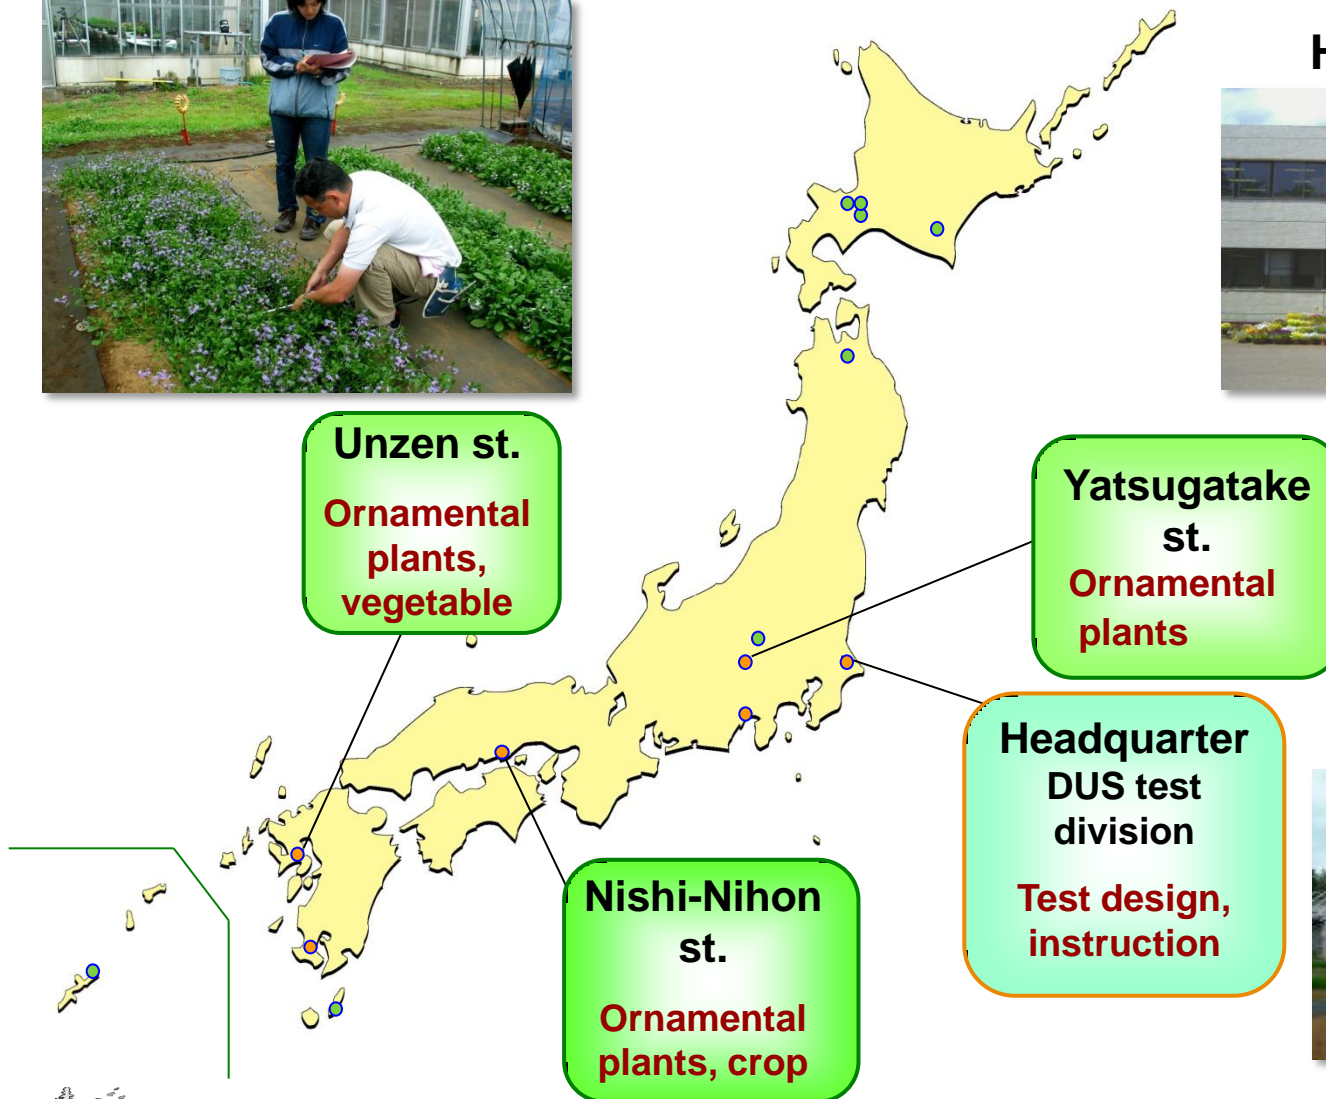 H
Unzen st.
Ornamental
plants,
vegetable
Yatsugatake
st.
Ornamental
plants
Headquarter
DUS test
division
Test design,
instruction
Nishi-Nihon
st.
Ornamental
plants, crop